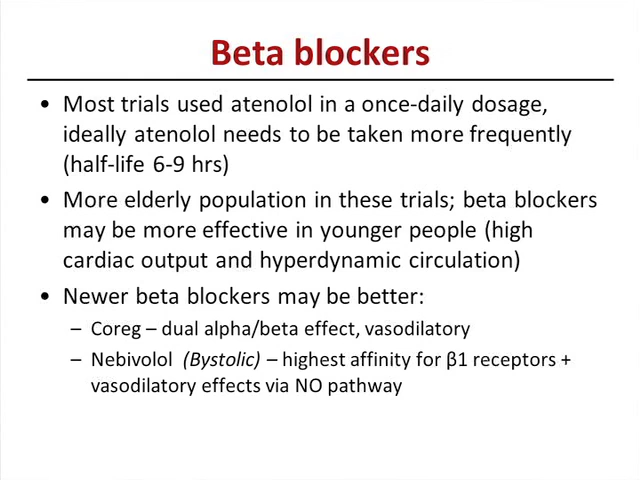 Beta blockers
• Most trials used atenolol in a once-daily dosage,
ideally atenolol needs to be taken more frequently
(half-life 6-9 hrs)
• More elderly population in these trials; beta blockers
may be more effective in younger people (high
cardiac output and hyperdynamic circulation)
• Newer beta blockers may be better:
– Coreg – dual alpha/beta effect, vasodilatory
– Nebivolol (Bystolic) – highest affinity for β1 receptors +
vasodilatory effects via NO pathway